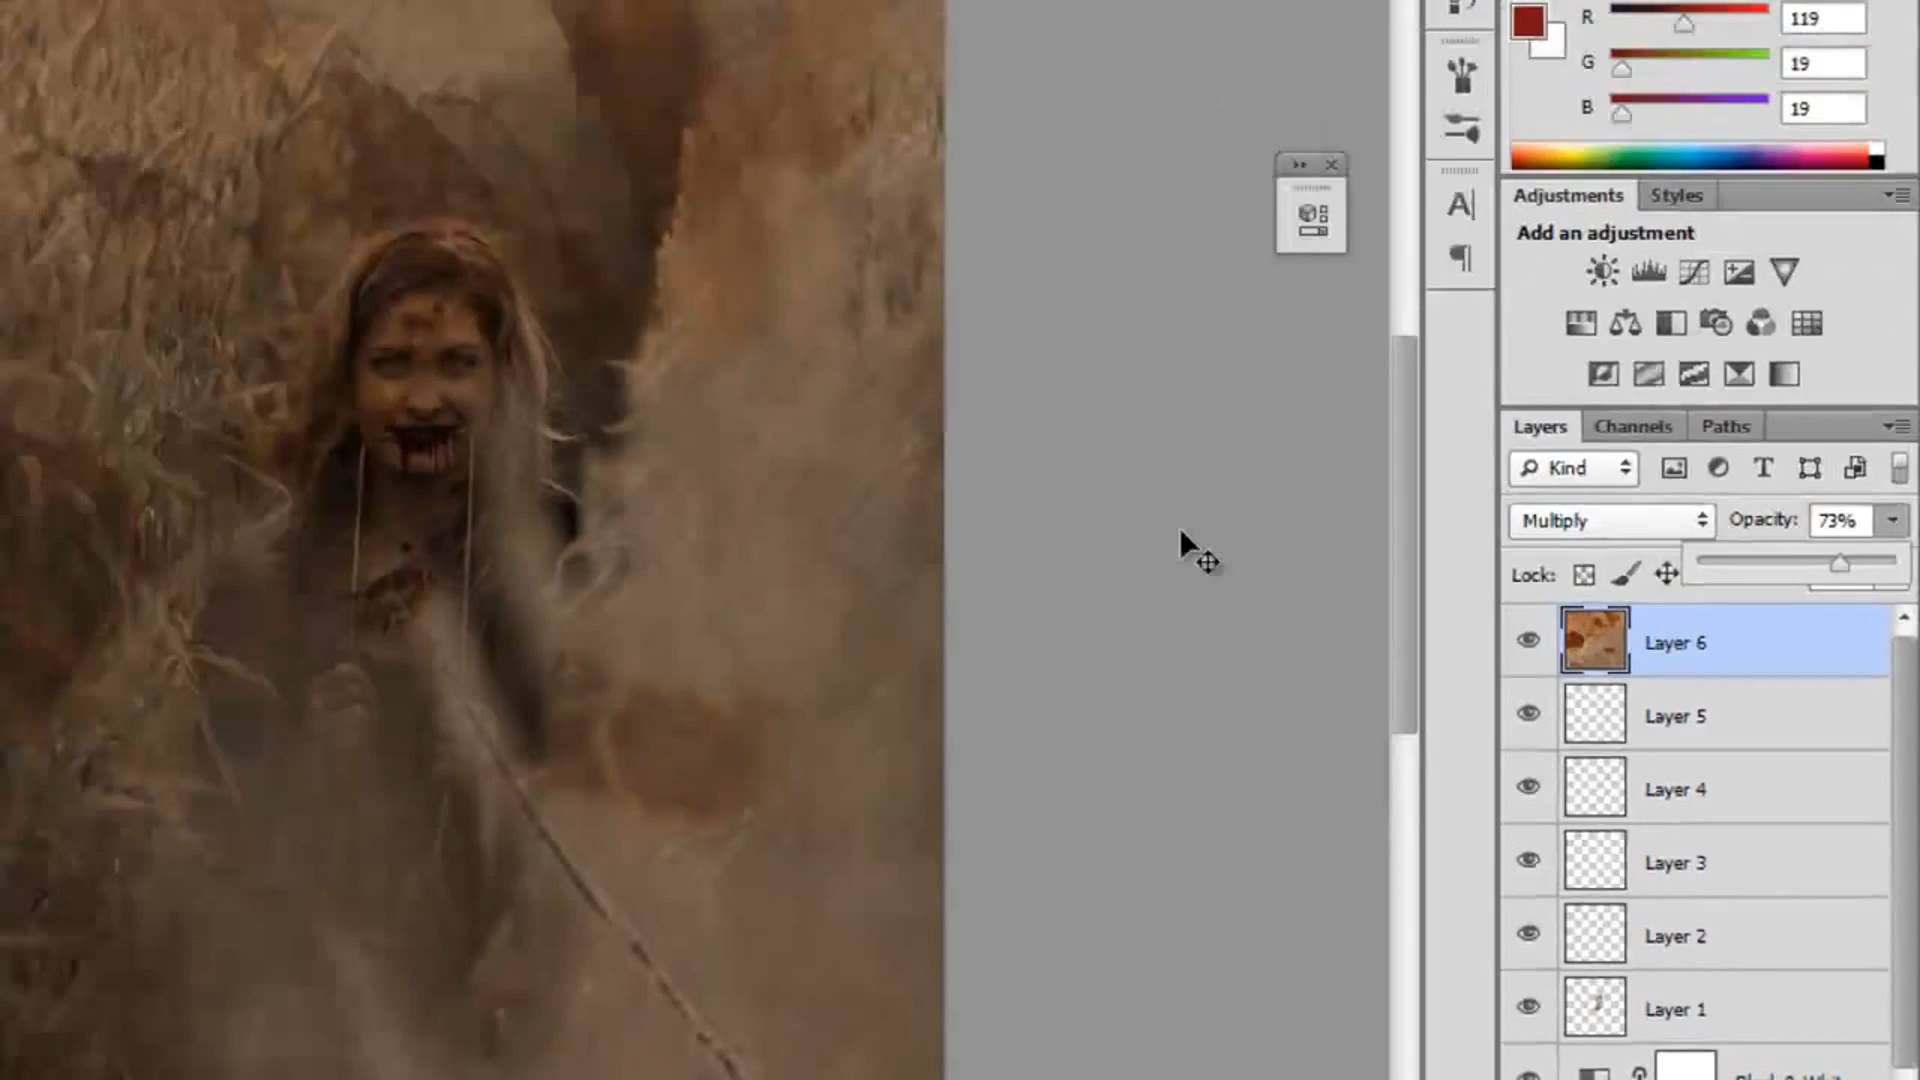 R 119
G 19
B 19
Adjustments Styles
Add an adjustment
A
Layers Channels Paths
Kind T
Multiply Opacity: 73%
Lock:
Layer 6
Layer 5
Layer 4
Layer 3
Layer 2
Layer 1